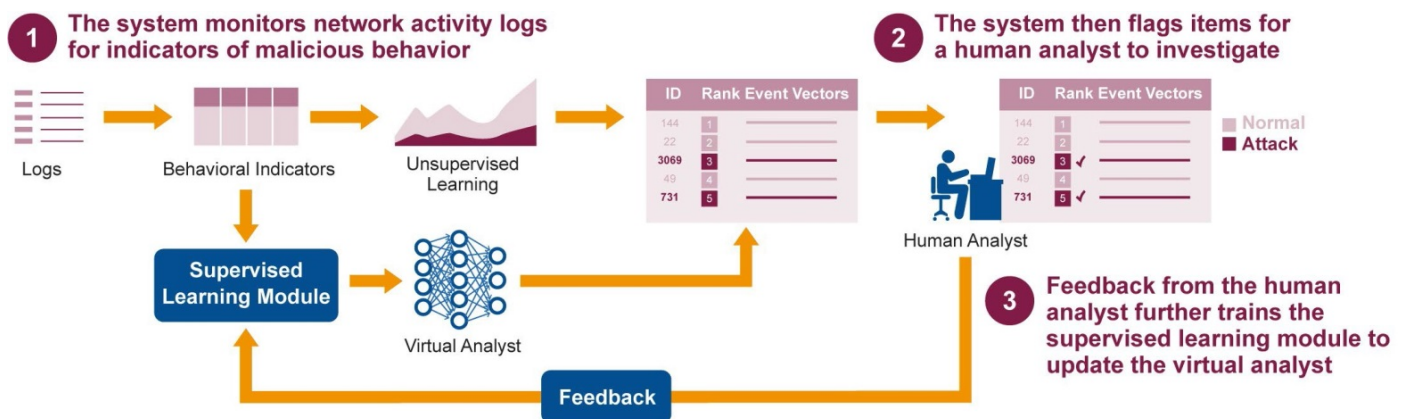 1
The system monitors network activity logs
for indicators of malicious behavior
2
The system then flags items for
a human analyst to investigate
Logs
Behavioral Indicators
Unsupervised
Learning
ID Rank Event Vectors
144 1
22 2
3069 3
49 4
731 5
ID Rank Event Vectors
144 1
22 2
3069 3 ✓
49 4
731 5 ✓
Normal
Attack
Human Analyst
Supervised
Learning Module
Virtual Analyst
3
Feedback from the human
analyst further trains the
supervised learning module to
update the virtual analyst
Feedback